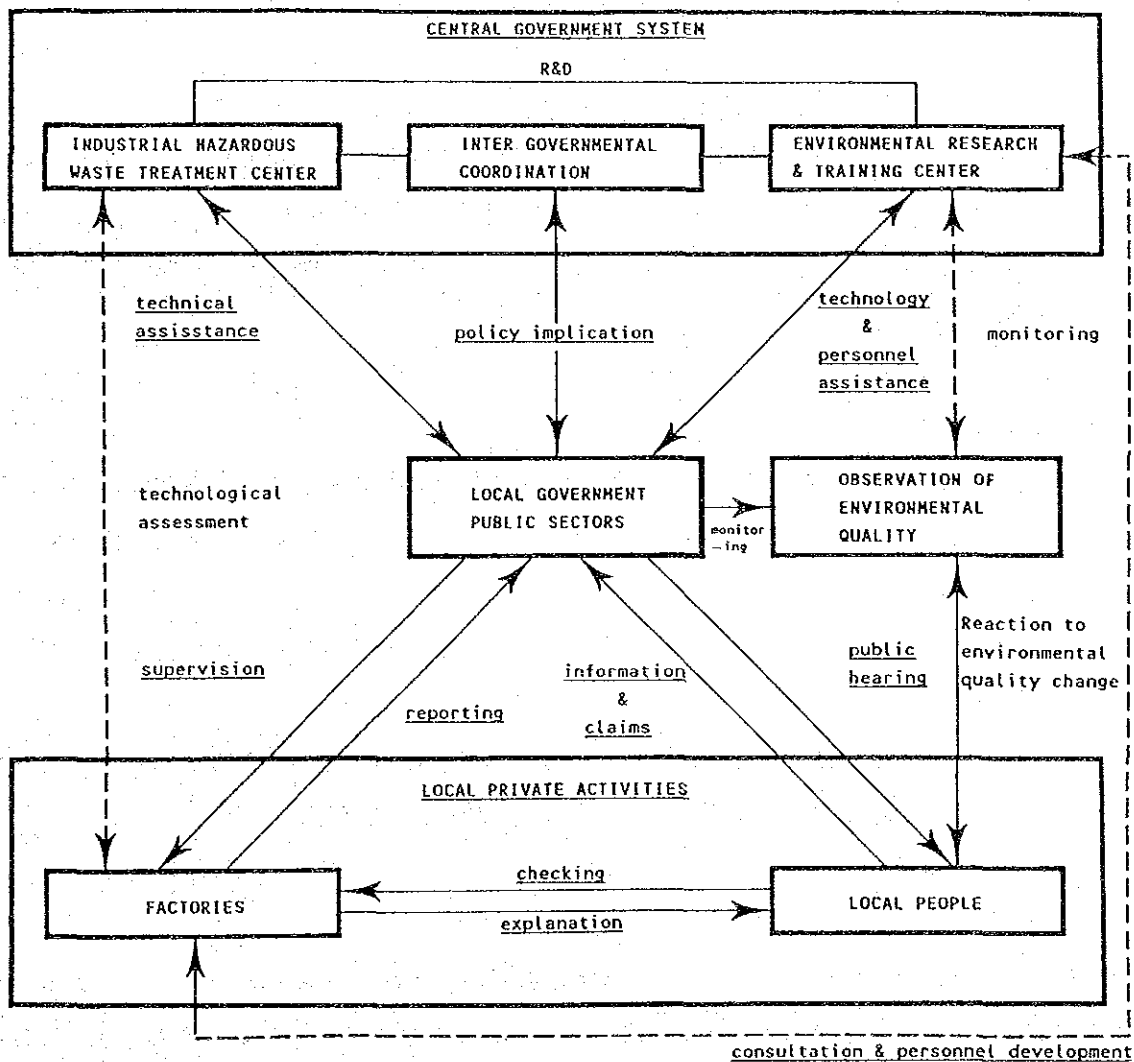 CENTRAL GOVERNMENT SYSTEM
R&D
INDUSTRIAL HAZARDOUS
WASTE TREATMENT CENTER
INTER GOVERNMENTAL
COORDINATION
ENVIRONMENTAL RESEARCH
& TRAINING CENTER
technical
assisstance
policy implication
technology
&
personnel
assistance
monitoring
technological
assessment
LOCAL GOVERNMENT
PUBLIC SECTORS
monitor
-ing
OBSERVATION OF
ENVIRONMENTAL
QUALITY
supervision
reporting
information
&
claims
public
hearing
Reaction to
environmental
quality change
LOCAL PRIVATE ACTIVITIES
FACTORIES
checking
explanation
LOCAL PEOPLE
consultation & personnel development